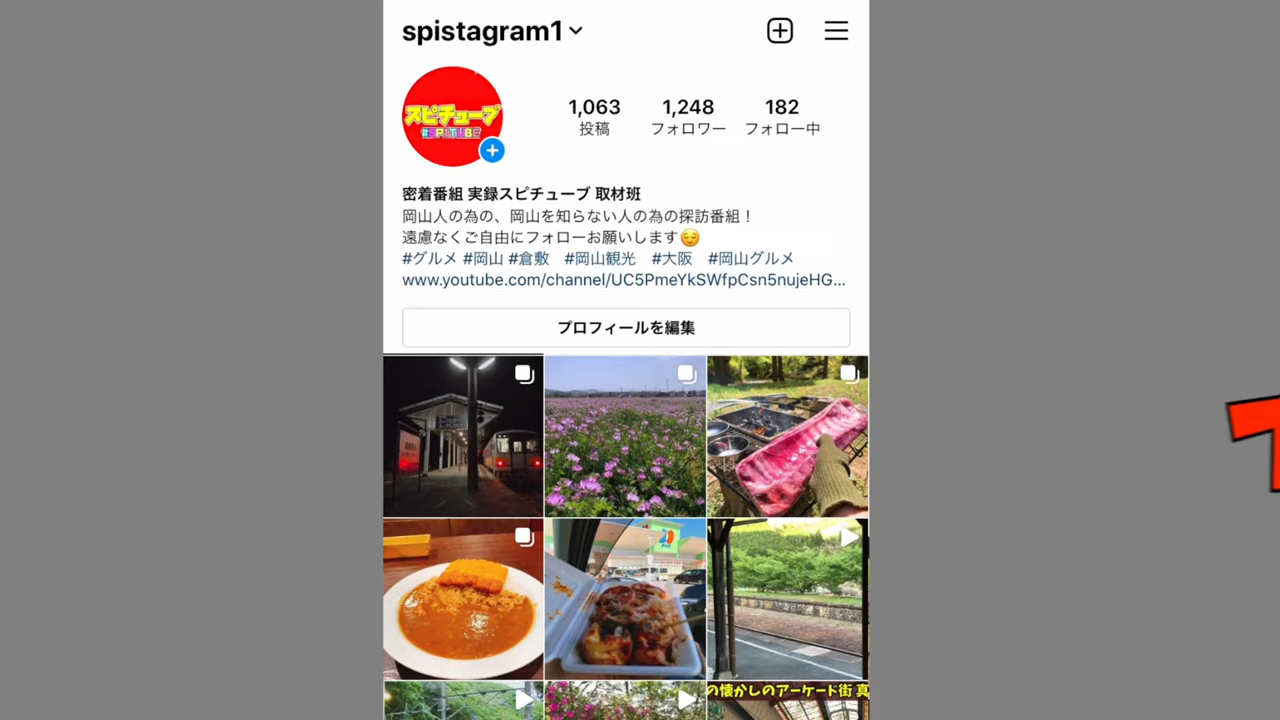 spistagram1
スピチューブ
#SPITUBE
1,063
投稿
1,248
フォロワー
182
フォロー中
密着番組 実録スピチューブ 取材班
岡山人の為の、岡山を知らない人の為の探訪番組！
遠慮なくご自由にフォローお願いします😌
#グルメ #岡山 #倉敷　#岡山観光　#大阪　#岡山グルメ
www.youtube.com/channel/UC5PmeYkSWfpCsn5nujeHG...
プロフィールを編集
の懐かしのアーケード街 真